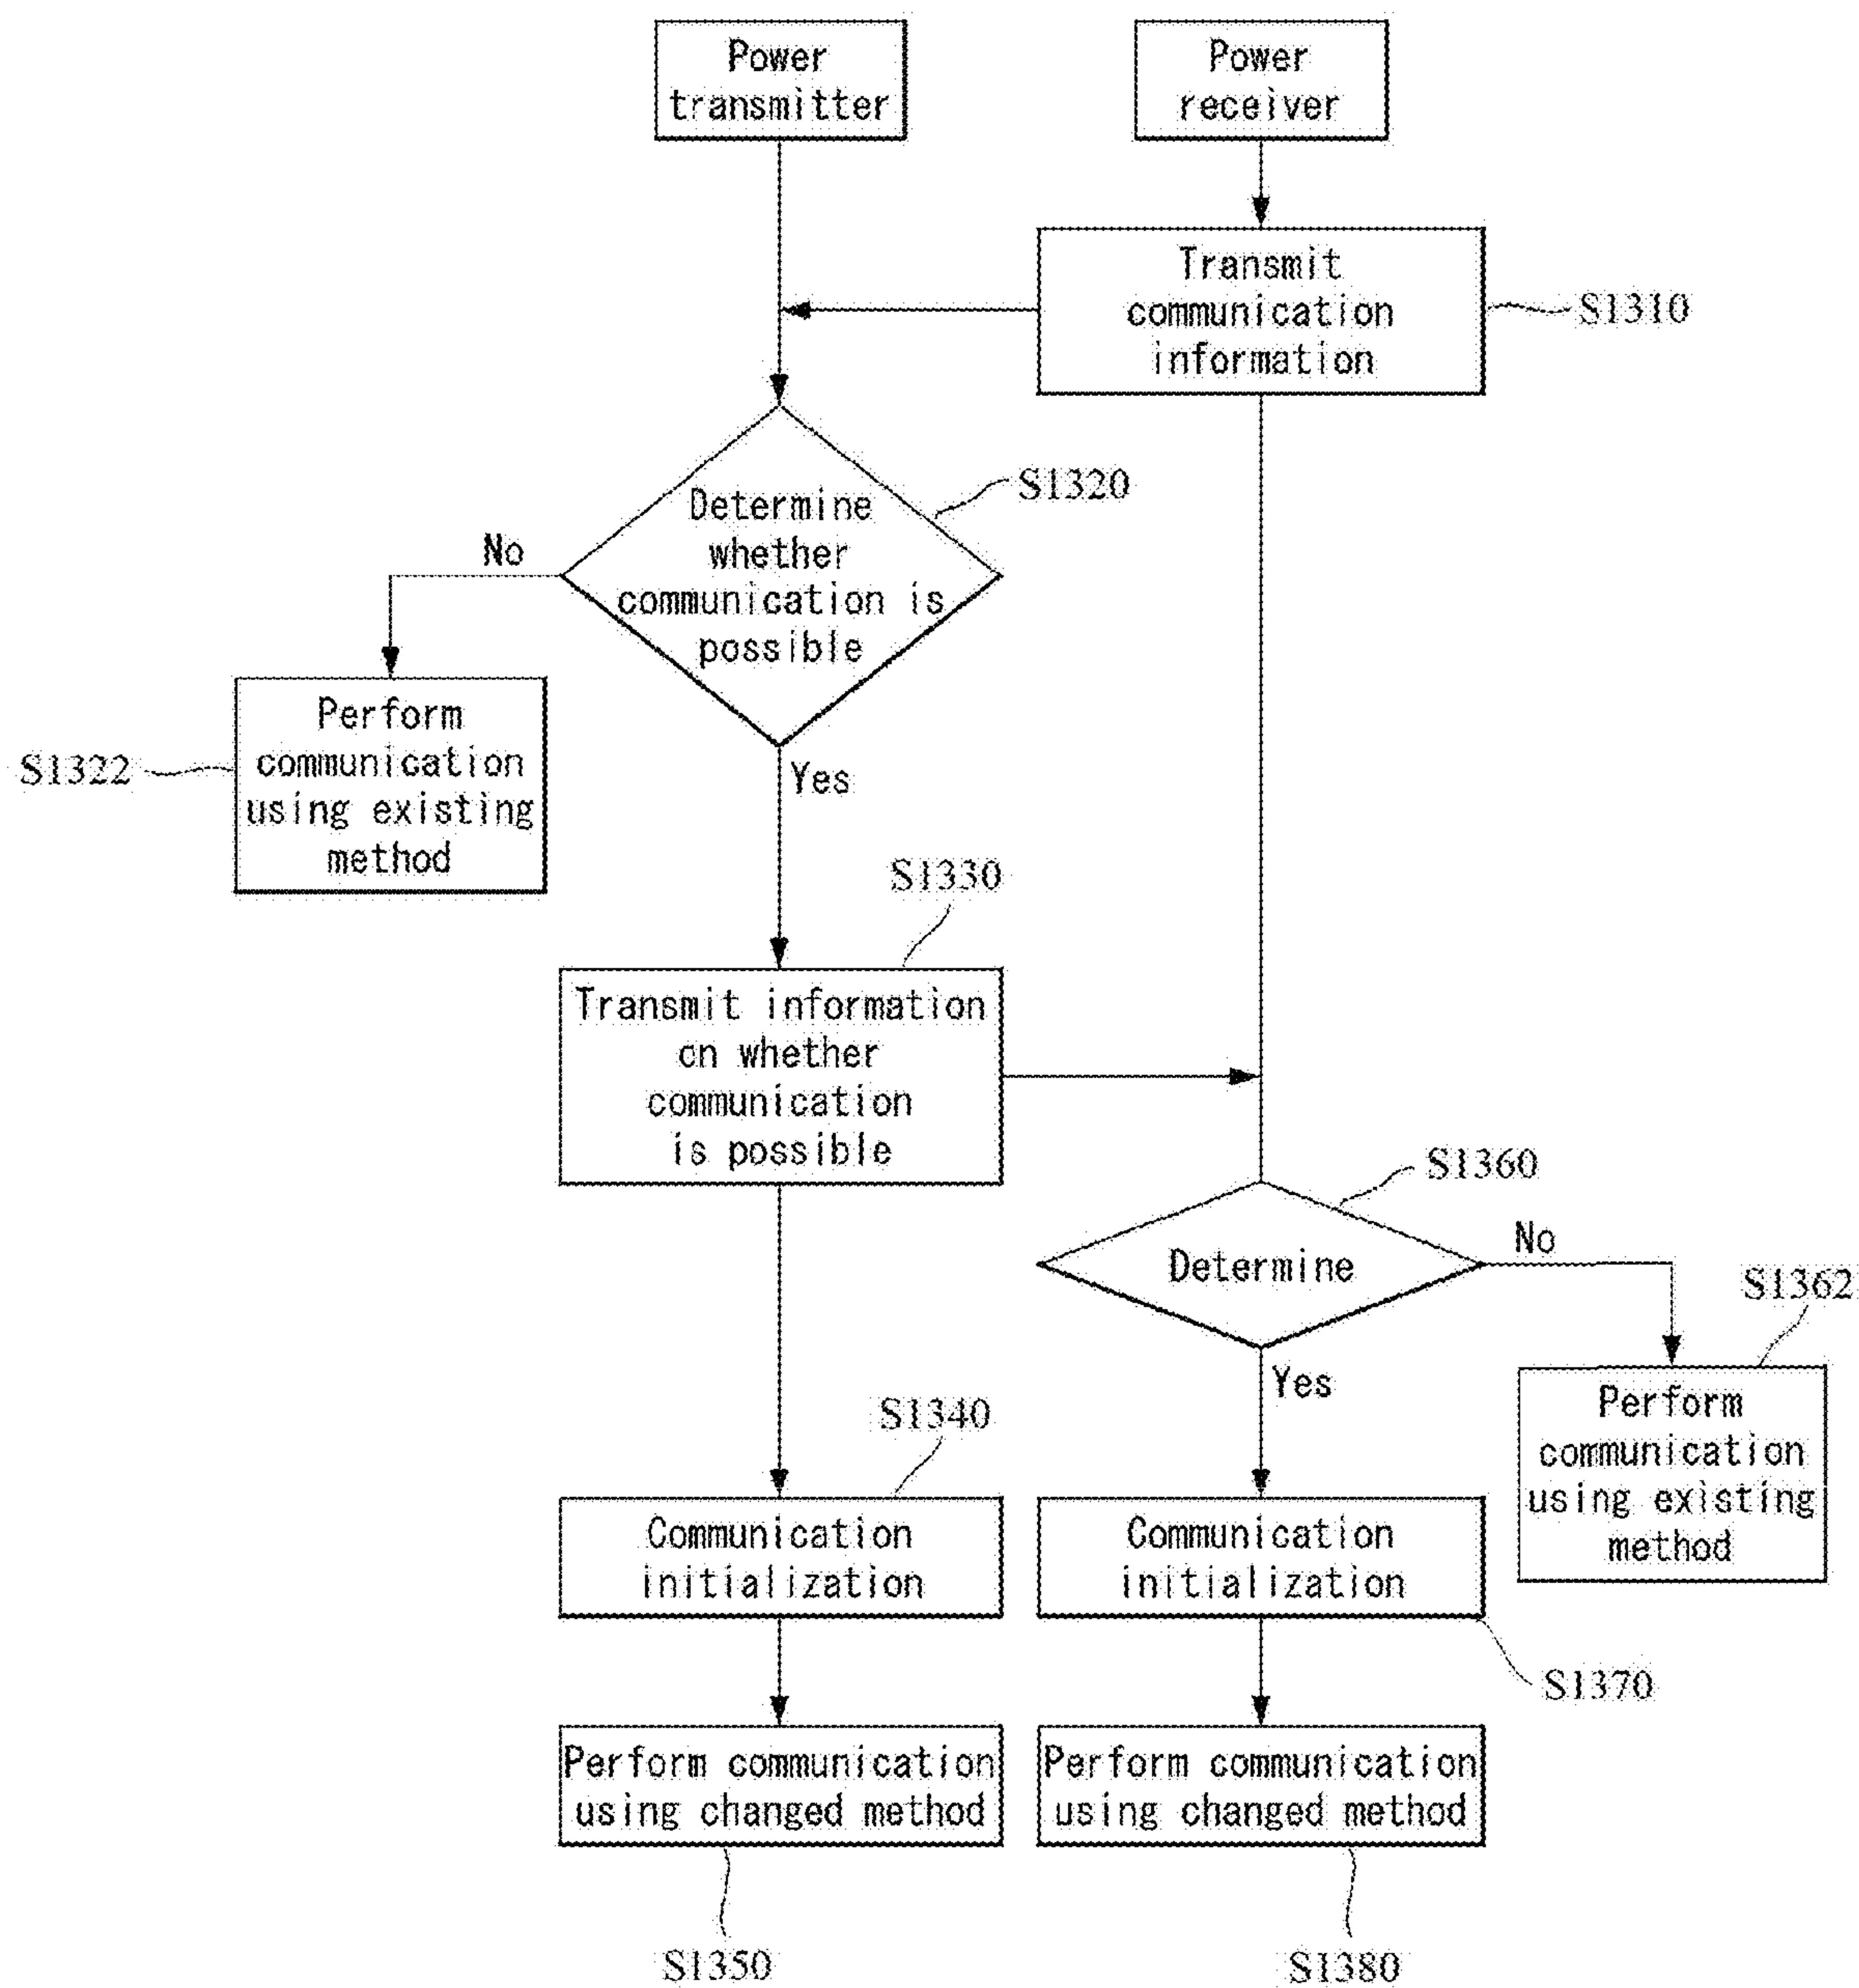 Power
transmitter
Power
receiver
Transmit
communication
information
S1310
S1320
Determine
whether
communication is
possible
No
Yes
Perform
communication
using existing
method
S1322
S1330
Transmit information
on whether
communication
is possible
S1360
Determine
No
Yes
S1362
Perform
communication
using existing
method
S1340
Communication
initialization
Communication
initialization
S1370
Perform communication
using changed method
Perform communication
using changed method
S1350
S1380